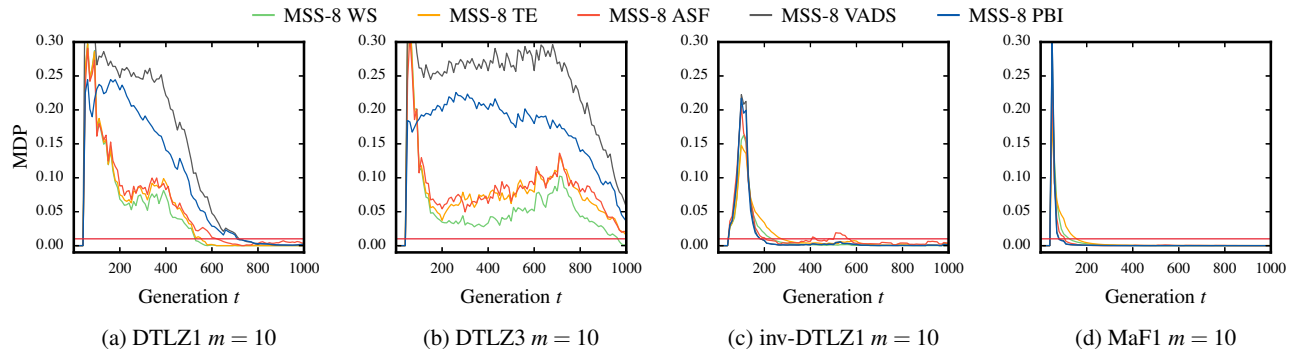 MSS-8 WS MSS-8 TE MSS-8 ASF MSS-8 VADS MSS-8 PBI
MDP
0.30
0.25
0.20
0.15
0.10
0.05
0.00
200 400 600 800 1000
Generation t
(a) DTLZ1 m = 10
0.30
0.25
0.20
0.15
0.10
0.05
0.00
200 400 600 800 1000
Generation t
(b) DTLZ3 m = 10
0.30
0.25
0.20
0.15
0.10
0.05
0.00
200 400 600 800 1000
Generation t
(c) inv-DTLZ1 m = 10
0.30
0.25
0.20
0.15
0.10
0.05
0.00
200 400 600 800 1000
Generation t
(d) MaF1 m = 10